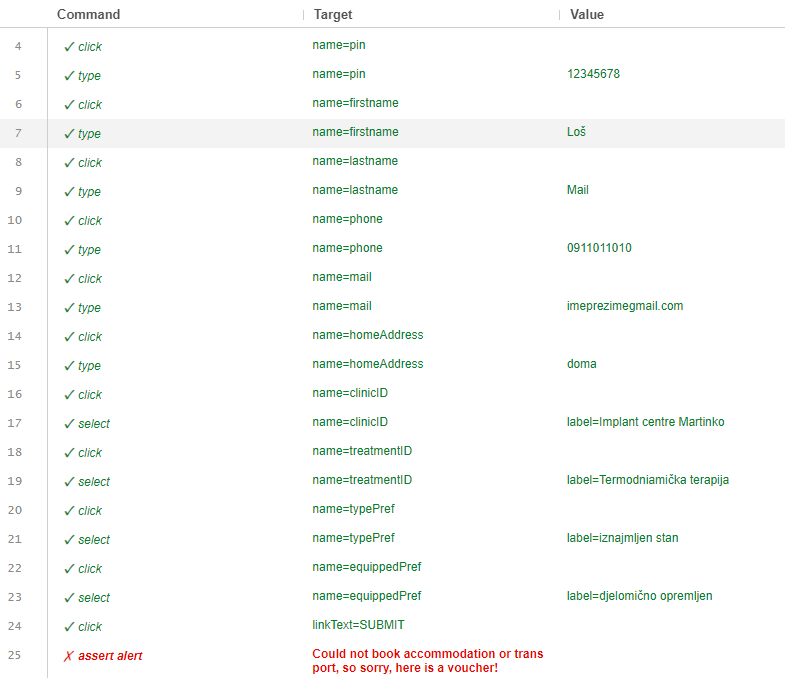 Command Target Value
4 ✓ click name=pin
5 ✓ type name=pin 12345678
6 ✓ click name=firstname
7 ✓ type name=firstname Loš
8 ✓ click name=lastname
9 ✓ type name=lastname Mail
10 ✓ click name=phone
11 ✓ type name=phone 0911011010
12 ✓ click name=mail
13 ✓ type name=mail imeprezimegmail.com
14 ✓ click name=homeAddress
15 ✓ type name=homeAddress doma
16 ✓ click name=clinicID
17 ✓ select name=clinicID label=Implant centre Martinko
18 ✓ click name=treatmentID
19 ✓ select name=treatmentID label=Termodniamička terapija
20 ✓ click name=typePref
21 ✓ select name=typePref label=iznajmljen stan
22 ✓ click name=equippedPref
23 ✓ select name=equippedPref label=djelomično opremljen
24 ✓ click linkText=SUBMIT
25 ✗ assert alert Could not book accommodation or trans
port, so sorry, here is a voucher!